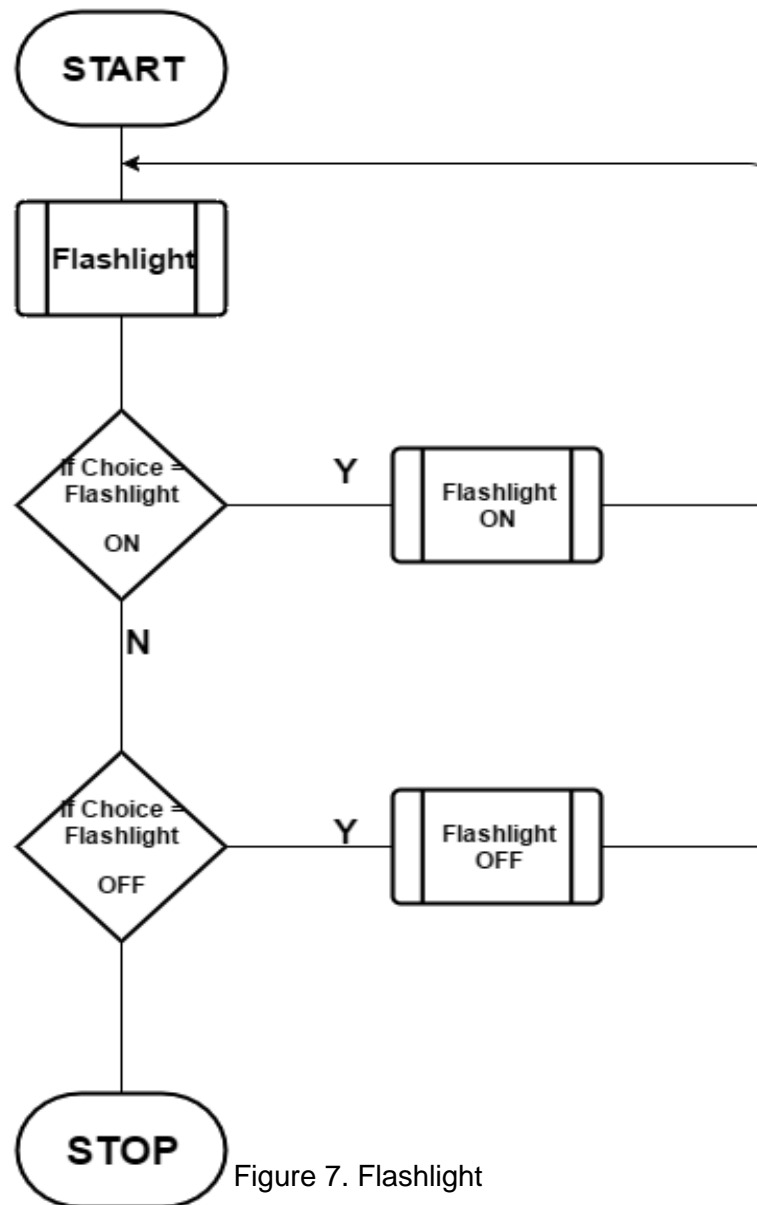 START
Flashlight
If Choice =
Flashlight
ON
Y
Flashlight
ON
N
If Choice =
Flashlight
OFF
Y
Flashlight
OFF
STOP
Figure 7. Flashlight